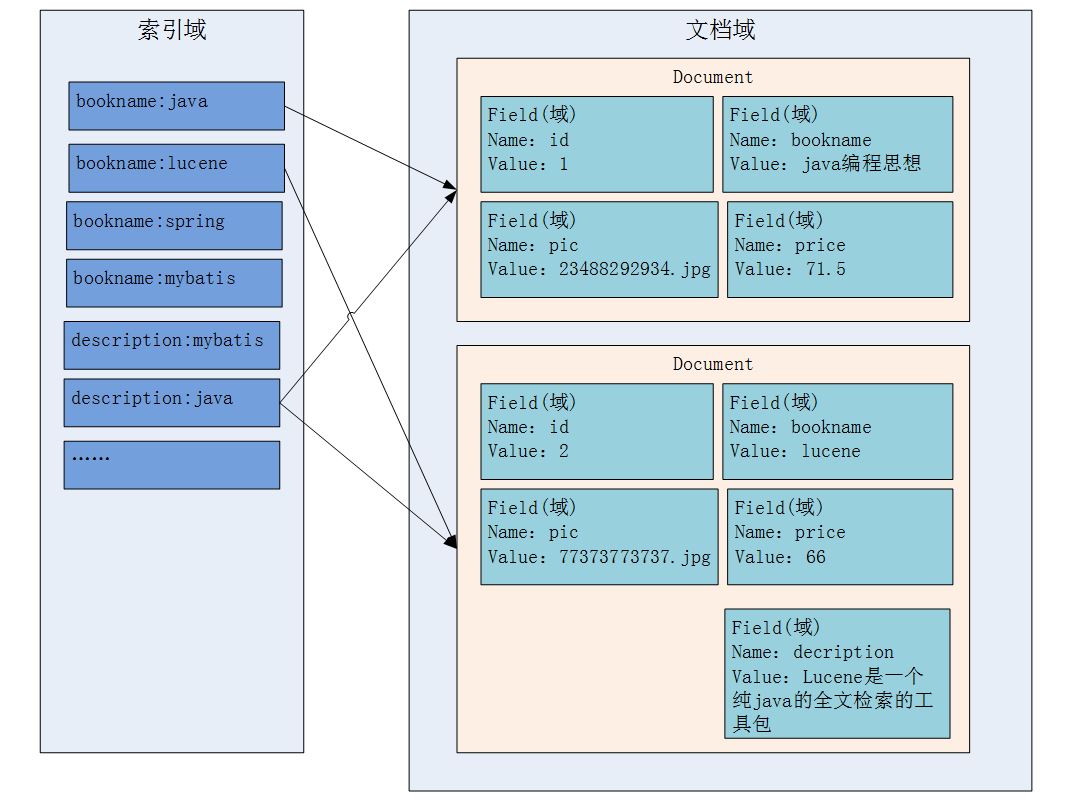 索引域
bookname:java
bookname:lucene
bookname:spring
bookname:mybatis
description:mybatis
description:java
……
文档域
Document
Field(域)
Name: id
Value: 1
Field(域)
Name: bookname
Value: java编程思想
Field(域)
Name: pic
Value: 23488292934.jpg
Field(域)
Name: price
Value: 71.5
Document
Field(域)
Name: id
Value: 2
Field(域)
Name: bookname
Value: lucene
Field(域)
Name: pic
Value: 77373773737.jpg
Field(域)
Name: price
Value: 66
Field(域)
Name: decription
Value: Lucene是一个
纯java的全文检索的工
具包